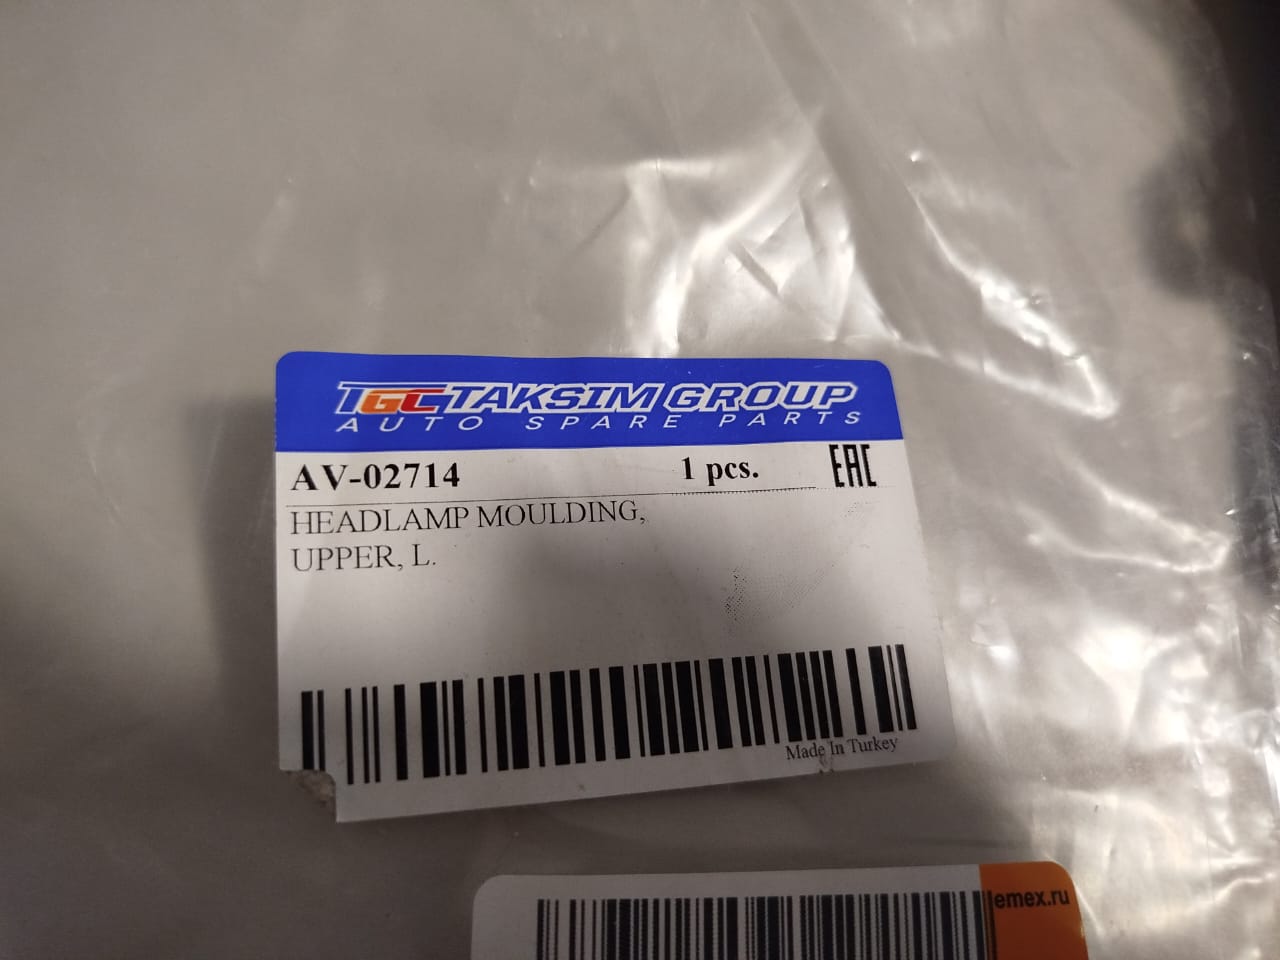 TGC TAKSIM GROUP
AUTO SPARE PARTS
AV-02714 1 pcs. EAC
HEADLAMP MOULDING,
UPPER, L.
Made In Turkey
emex.ru